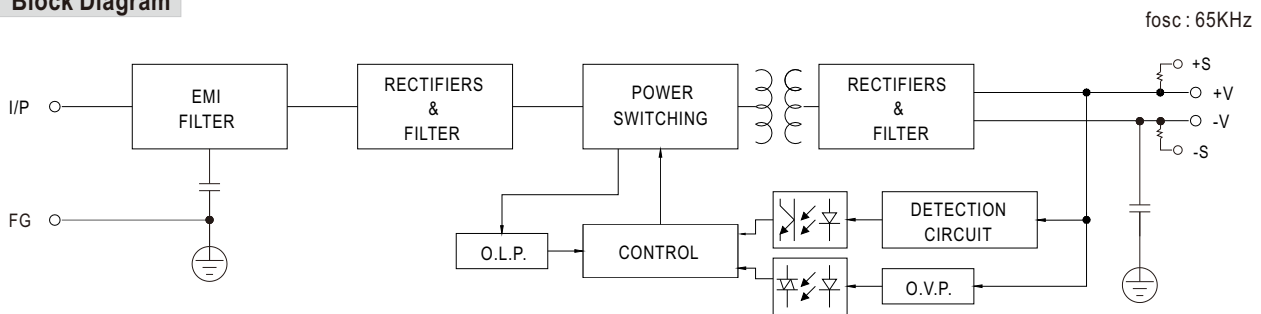 Block Diagram
fosc : 65KHz
I/P
EMI
FILTER
RECTIFIERS
&
FILTER
POWER
SWITCHING
RECTIFIERS
&
FILTER
+S
+V
-V
-S
FG
O.L.P.
CONTROL
DETECTION
CIRCUIT
O.V.P.